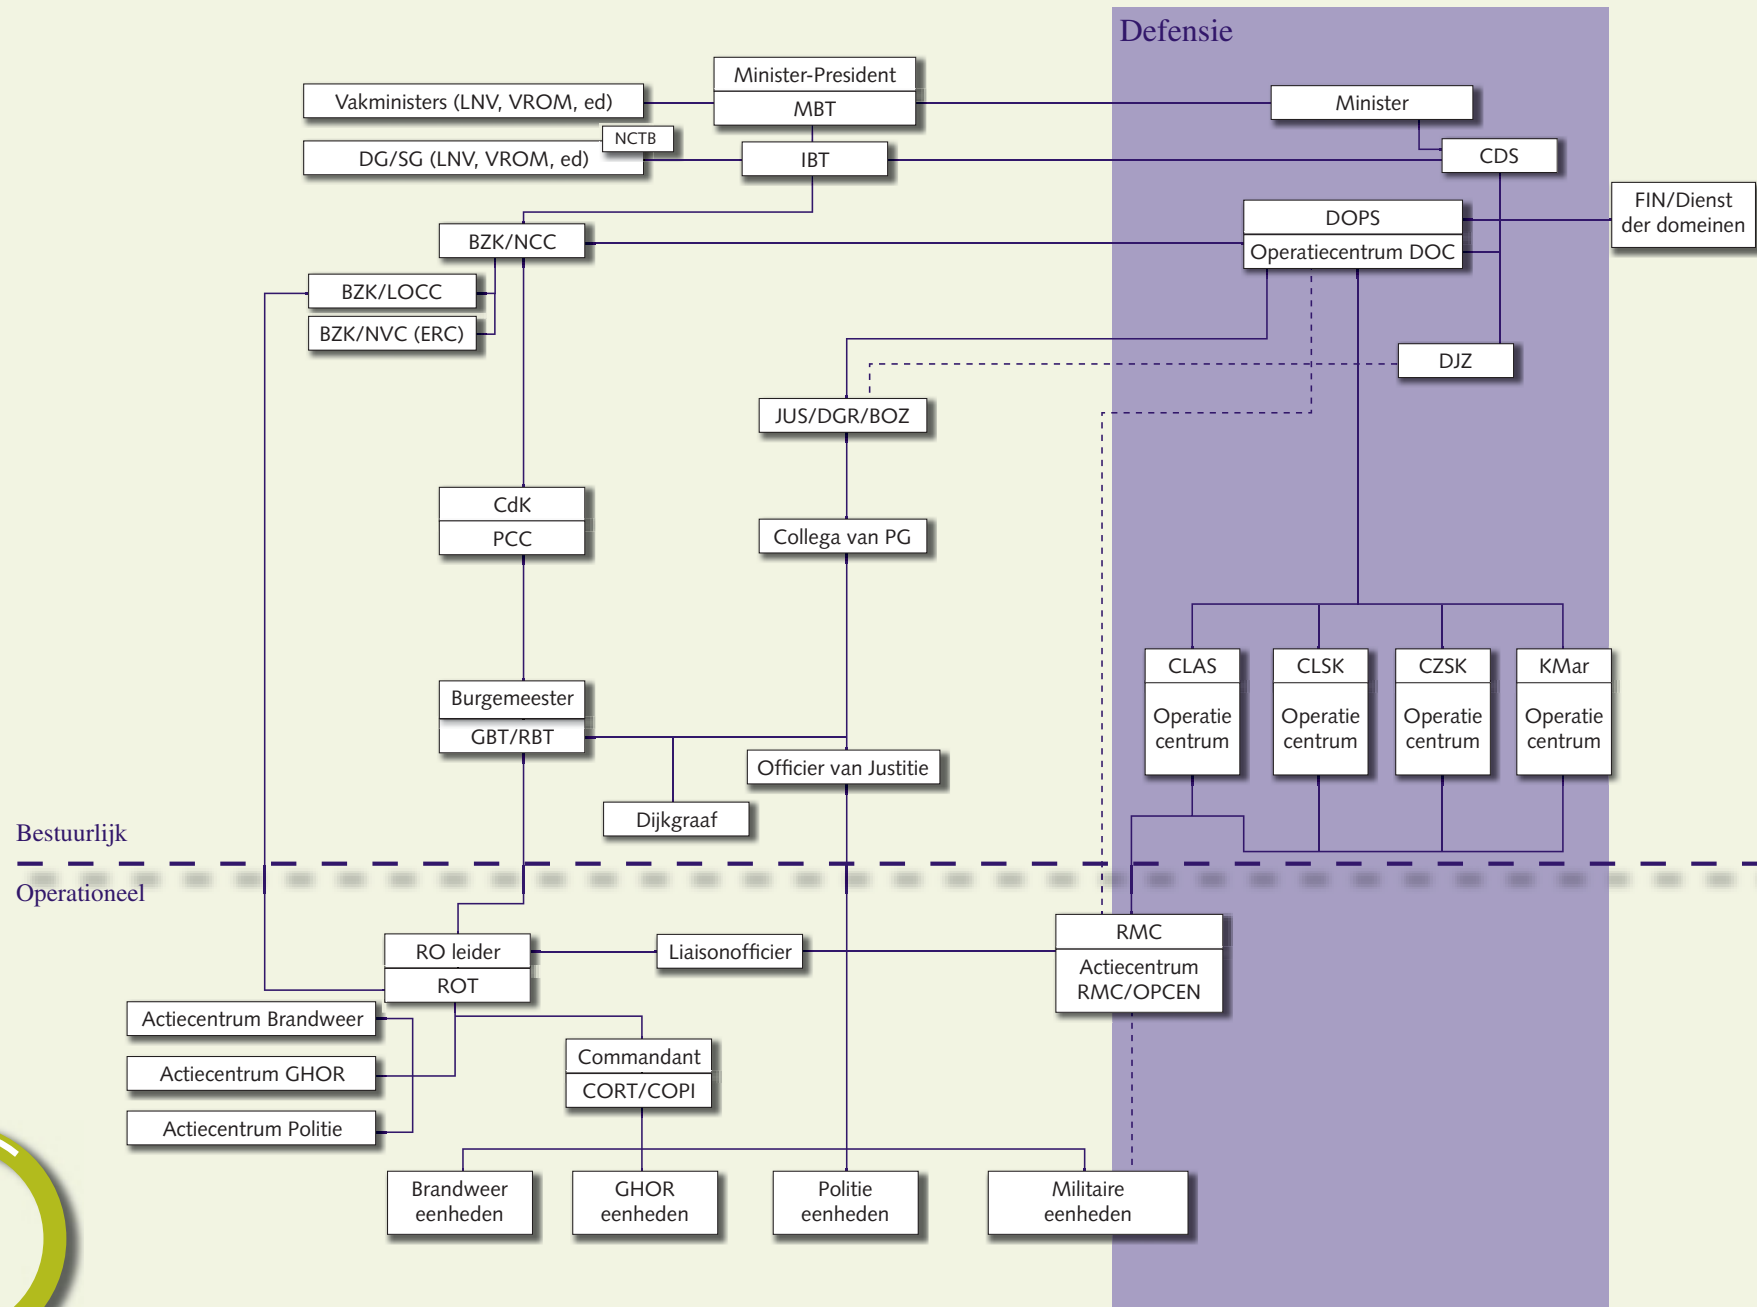 Defensie
Minister-President
MBT
Vakministers (LNV, VROM, ed)
Minister
NCTB
DG/SG (LNV, VROM, ed)
IBT
CDS
FIN/Dienst
der domeinen
DOPS
Operatiecentrum DOC
BZK/NCC
BZK/LOCC
BZK/NVC (ERC)
DJZ
JUS/DGR/BOZ
CdK
PCC
Collega van PG
CLAS
Operatie
centrum
CLSK
Operatie
centrum
CZSK
Operatie
centrum
KMar
Operatie
centrum
Burgemeester
GBT/RBT
Officier van Justitie
Dijkgraaf
Bestuurlijk
Operationeel
RO leider
ROT
Liaisonofficier
RMC
Actiecentrum
RMC/OPCEN
Actiecentrum Brandweer
Actiecentrum GHOR
Actiecentrum Politie
Commandant
CORT/COPI
Brandweer
eenheden
GHOR
eenheden
Politie
eenheden
Militaire
eenheden